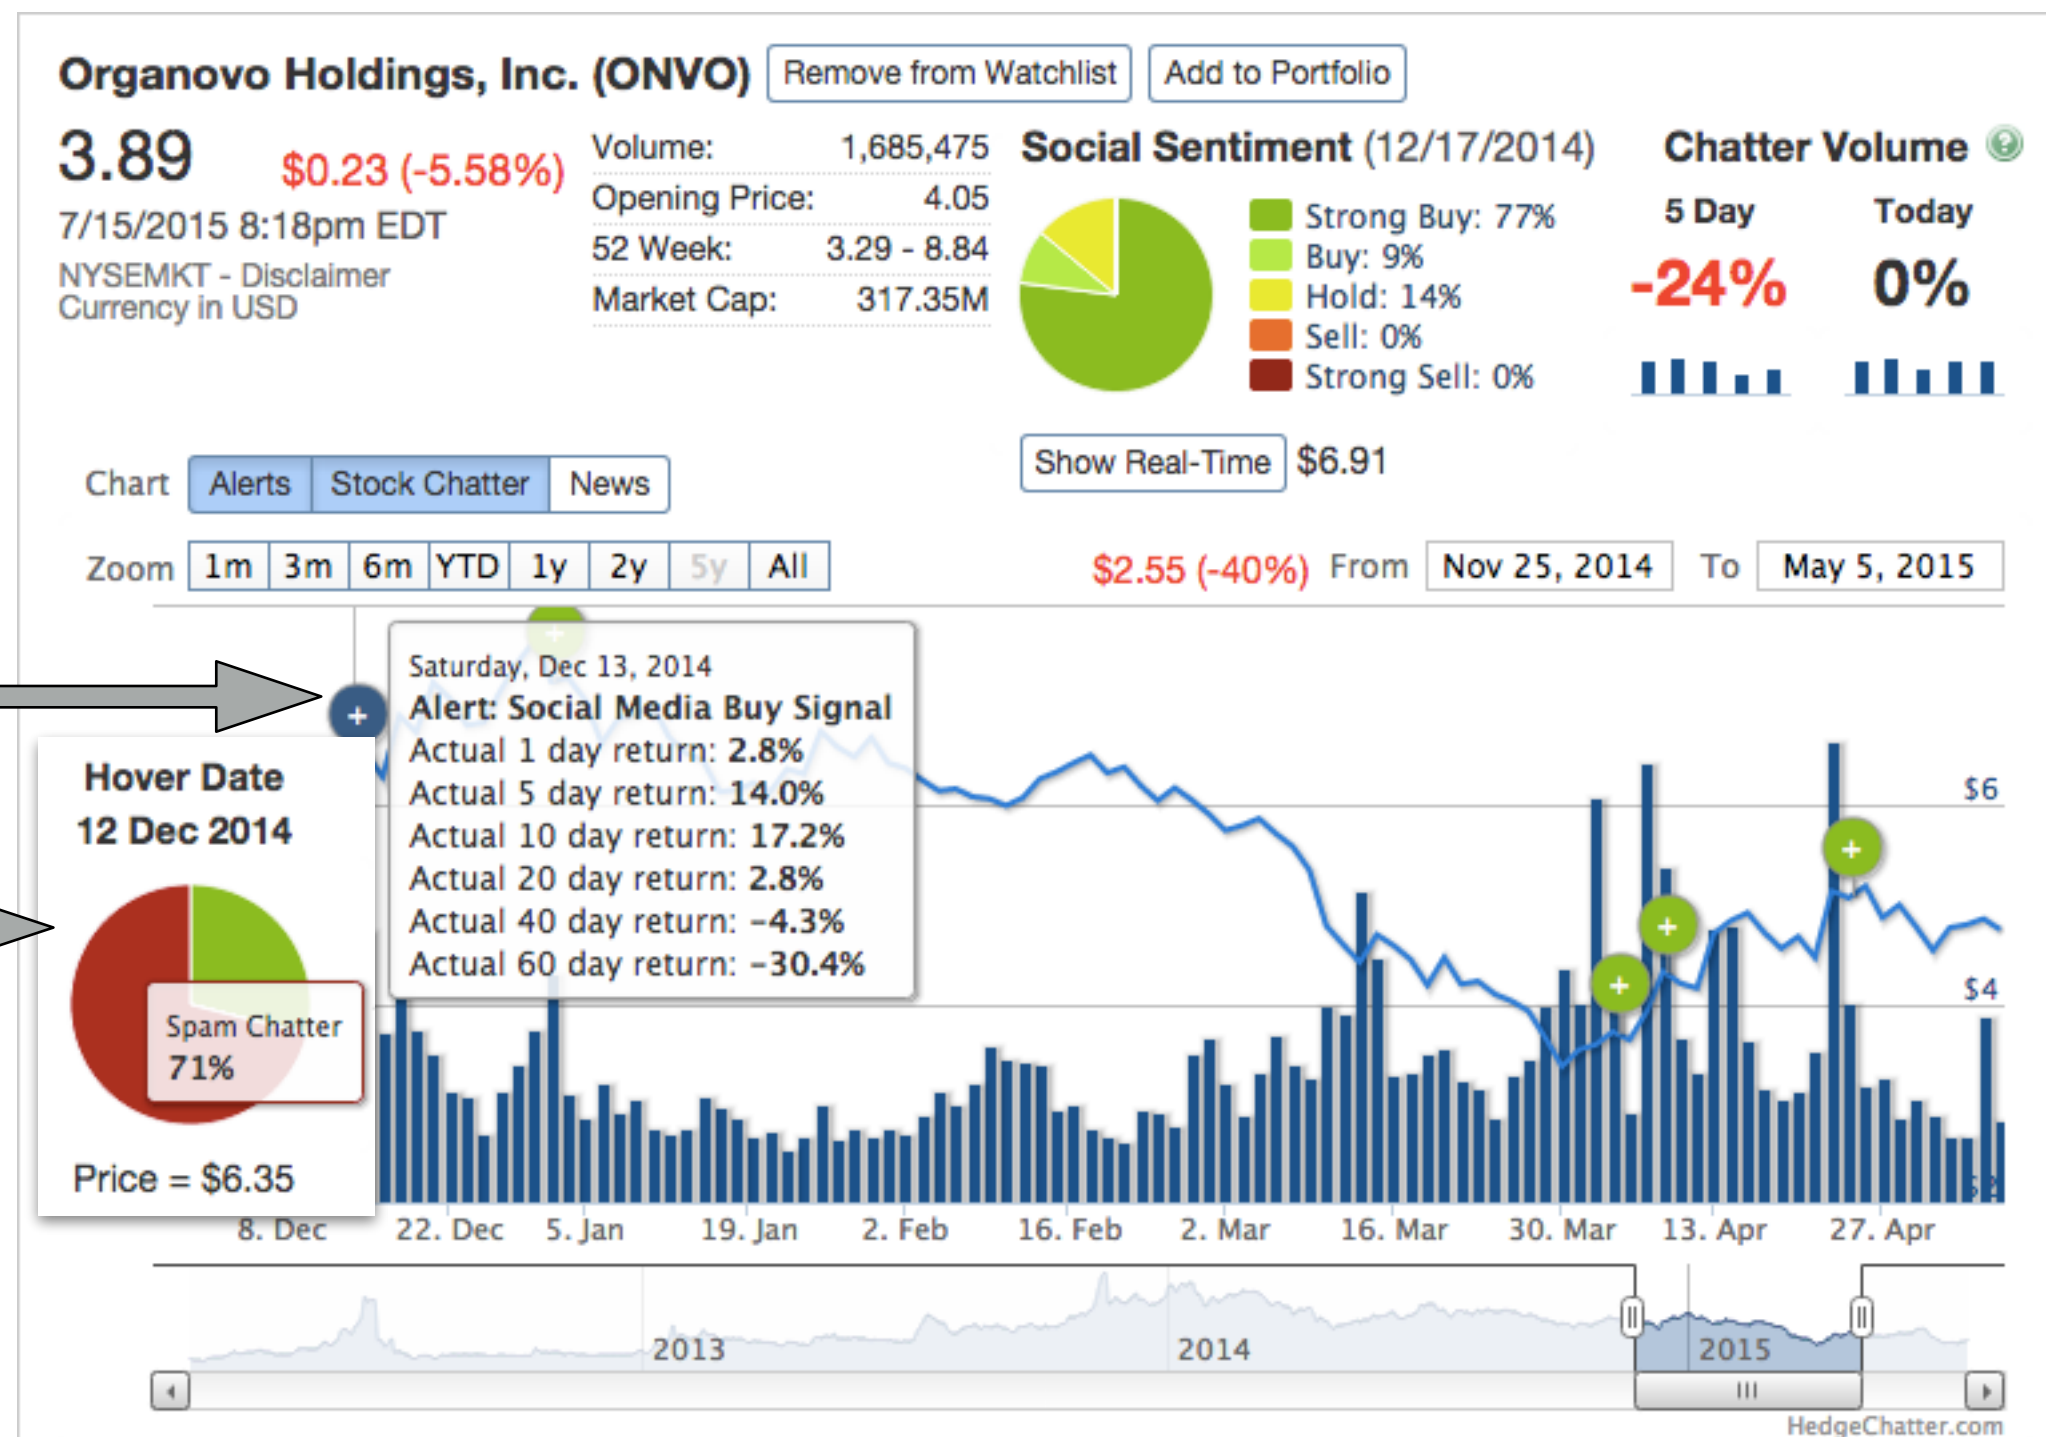 Organovo Holdings, Inc. (ONVO) Remove from Watchlist Add to Portfolio
3.89 $0.23 (-5.58%)
7/15/2015 8:18pm EDT
NYSEMKT - Disclaimer
Currency in USD
Volume: 1,685,475
Opening Price: 4.05
52 Week: 3.29 - 8.84
Market Cap: 317.35M
Social Sentiment (12/17/2014)
Strong Buy: 77%
Buy: 9%
Hold: 14%
Sell: 0%
Strong Sell: 0%
Chatter Volume ?
5 Day Today
-24% 0%
Show Real-Time $6.91
Chart Alerts Stock Chatter News
Zoom 1m 3m 6m YTD 1y 2y 5y All
$2.55 (-40%) From Nov 25, 2014 To May 5, 2015
Saturday, Dec 13, 2014
Alert: Social Media Buy Signal
Actual 1 day return: 2.8%
Actual 5 day return: 14.0%
Actual 10 day return: 17.2%
Actual 20 day return: 2.8%
Actual 40 day return: -4.3%
Actual 60 day return: -30.4%
Hover Date
12 Dec 2014
Spam Chatter
71%
Price = $6.35
$6
$4
8. Dec 22. Dec 5. Jan 19. Jan 2. Feb 16. Feb 2. Mar 16. Mar 30. Mar 13. Apr 27. Apr
2013 2014 2015
HedgeChatter.com